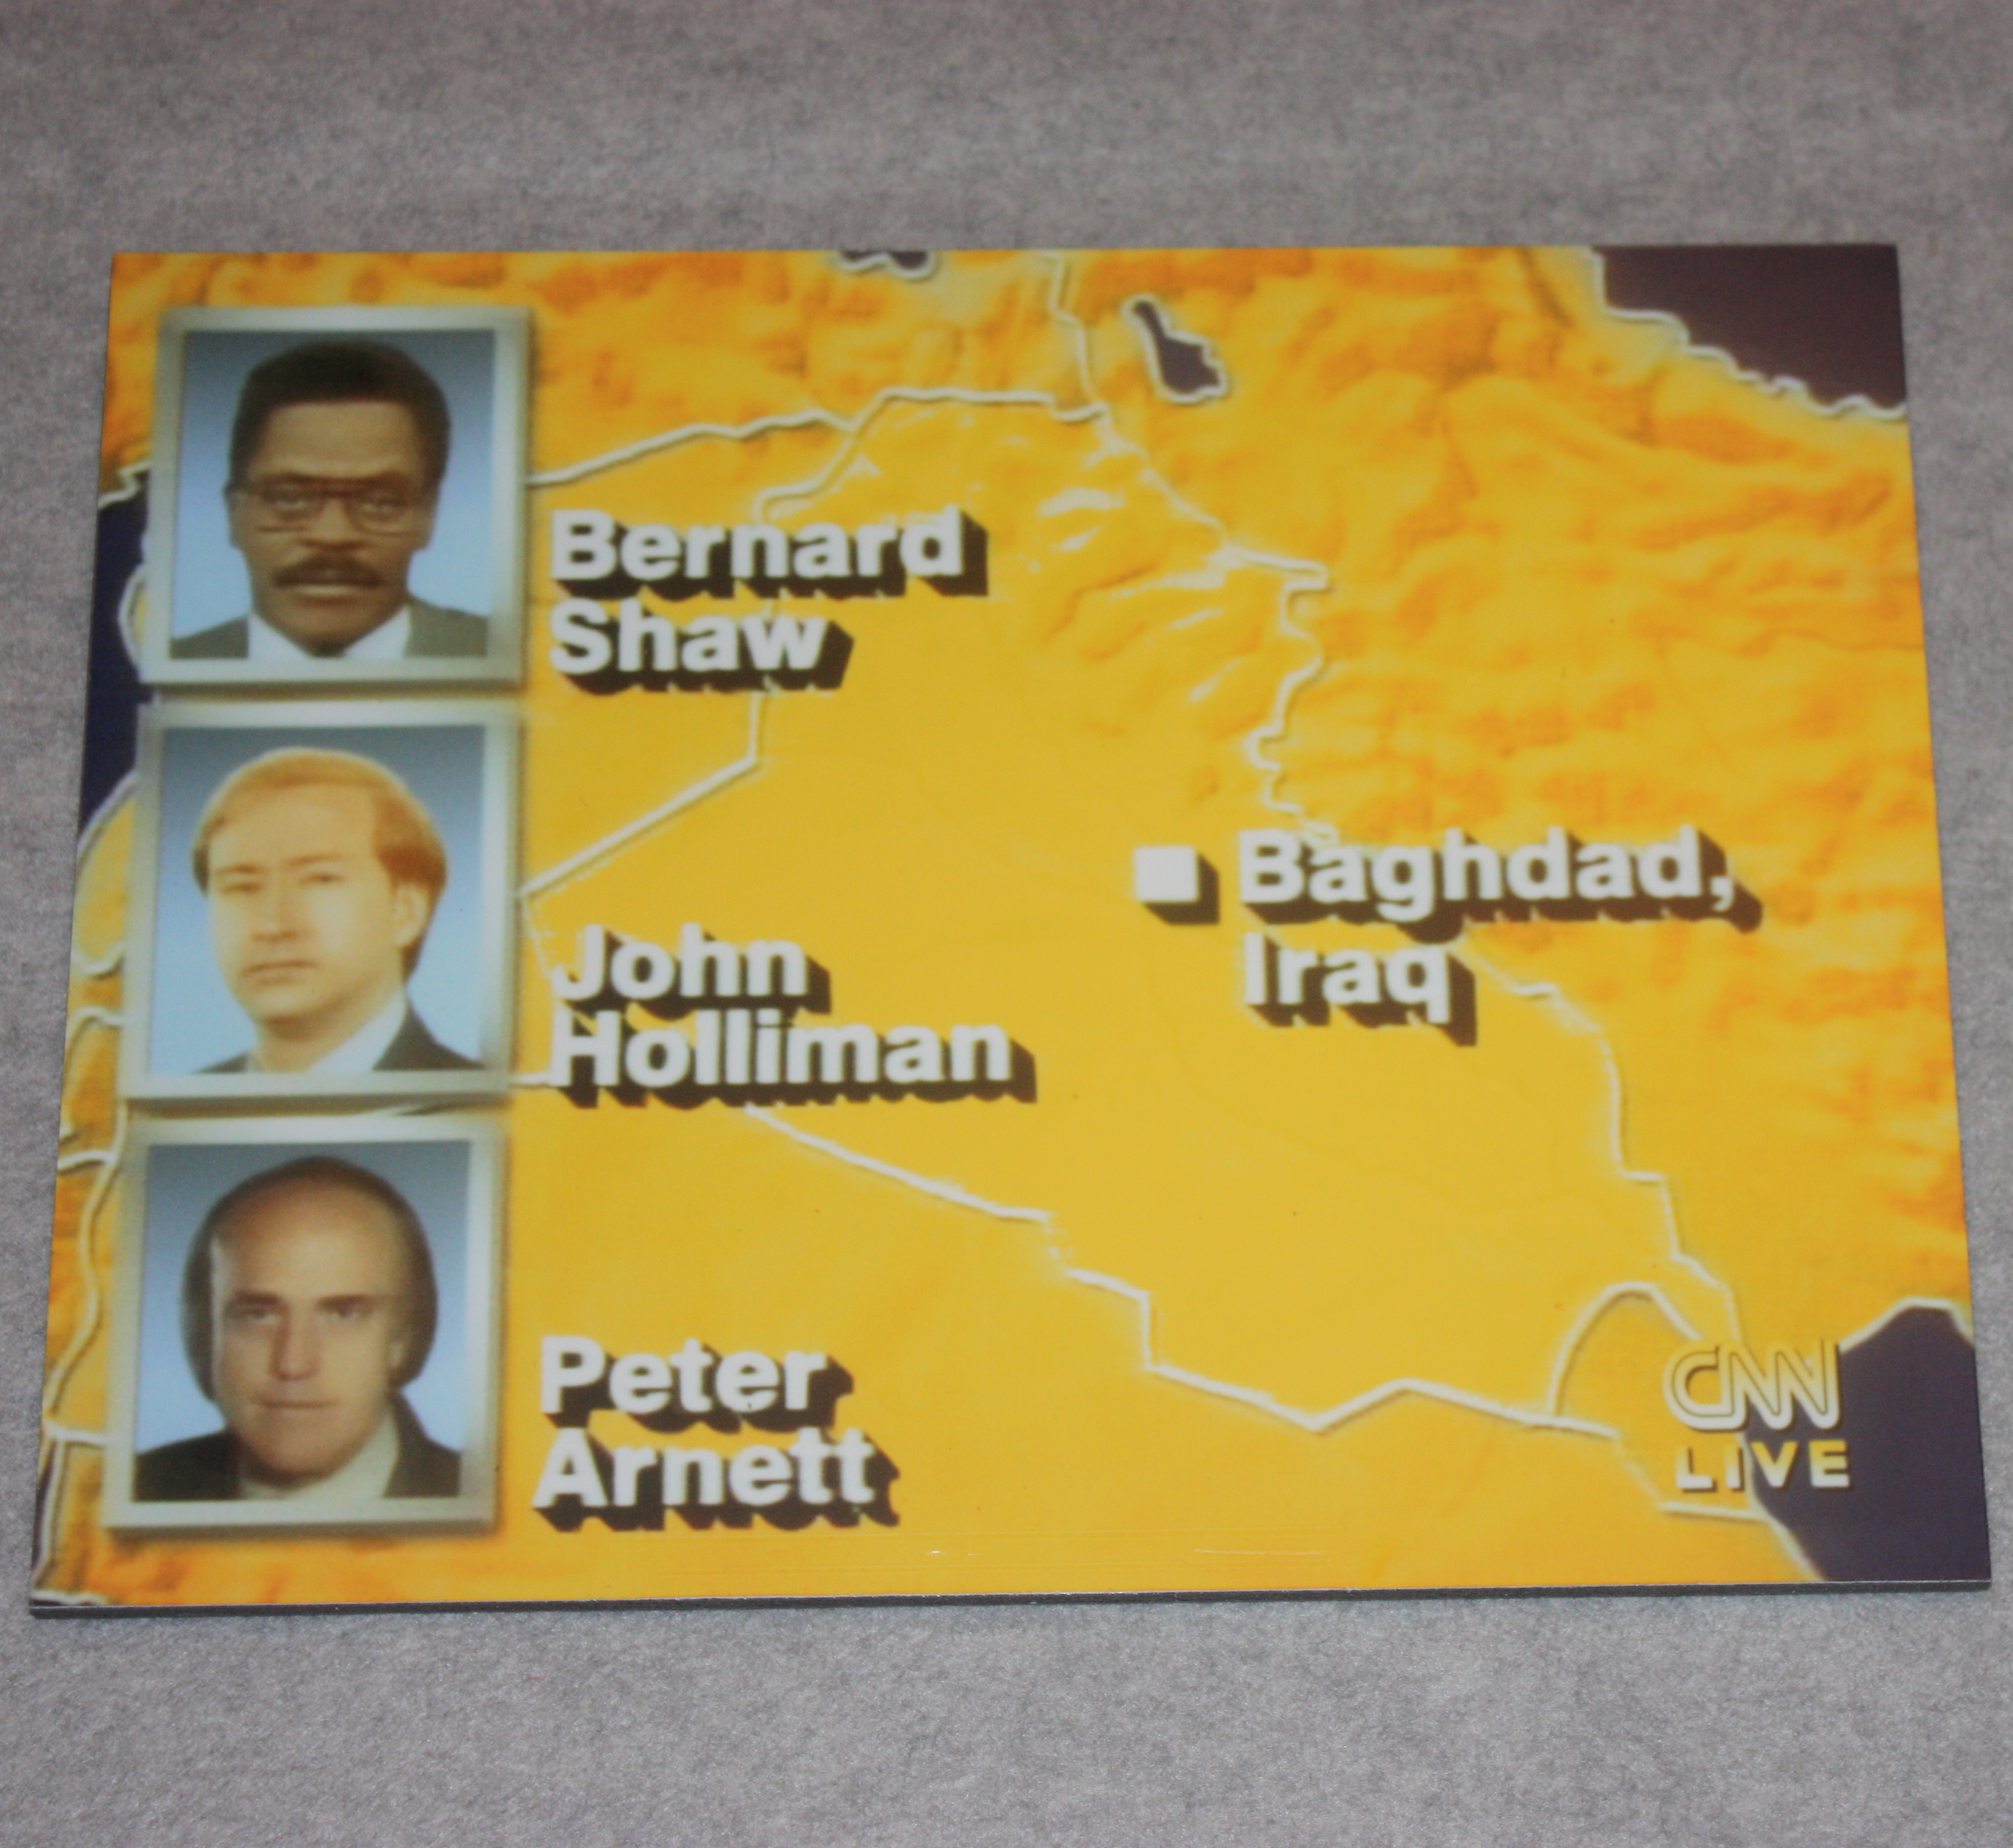 Bernard
Shaw
John
Holliman
Peter
Arnett
Baghdad,
Iraq
CNN
LIVE